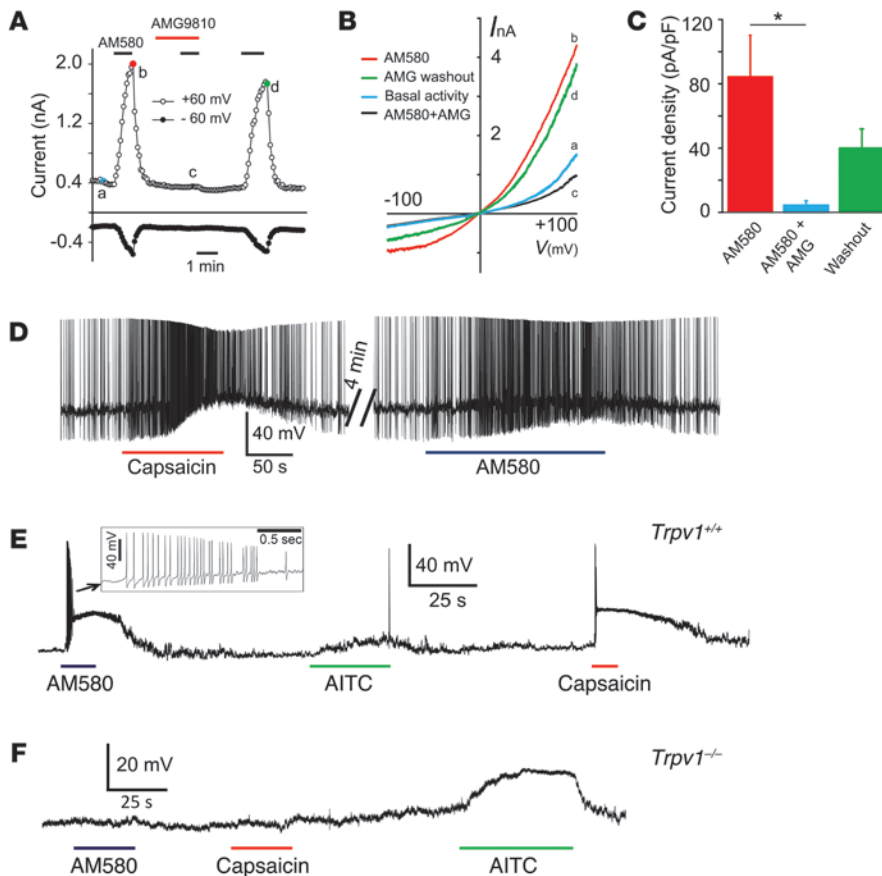 A
AMG9810
AM580
2.0
b
d
+60 mV
- 60 mV
1.2
Current (nA)
0.4
a
c
-0.4
1 min
B
InA
AM580
AMG washout
Basal activity
AM580+AMG
b
4
d
2
a
c
-100
+100
V(mV)
C
Current density (pA/pF)
*
120
80
40
0
AM580
AM580 +
AMG
Washout
D
4 min
40 mV
50 s
Capsaicin
AM580
E
Trpv1+/+
40 mV
0.5 sec
40 mV
25 s
AM580
AITC
Capsaicin
F
Trpv1–/–
20 mV
25 s
AM580
Capsaicin
AITC